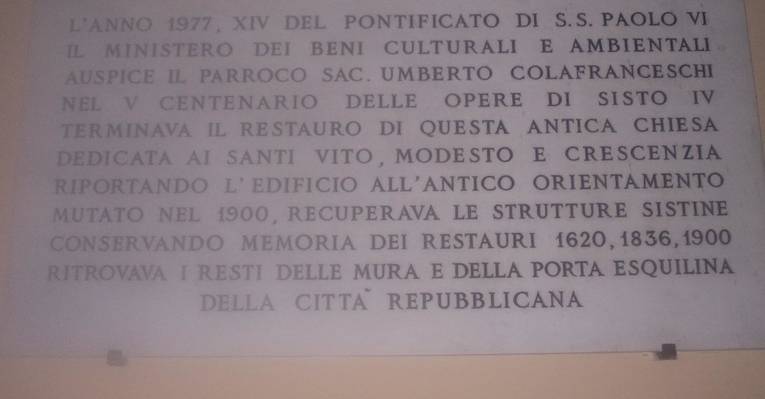 L'ANNO 1977, XIV DEL PONTIFICATO DI S.S. PAOLO VI
IL MINISTERO DEI BENI CULTURALI E AMBIENTALI
AUSPICE IL PARROCO SAC. UMBERTO COLAFRANCESCHI
NEL V CENTENARIO DELLE OPERE DI SISTO IV
TERMINAVA IL RESTAURO DI QUESTA ANTICA CHIESA
DEDICATA AI SANTI VITO, MODESTO E CRESCENZIA
RIPORTANDO L'EDIFICIO ALL'ANTICO ORIENTAMENTO
MUTATO NEL 1900, RECUPERAVA LE STRUTTURE SISTINE
CONSERVANDO MEMORIA DEI RESTAURI 1620, 1836, 1900
RITROVAVA I RESTI DELLE MURA E DELLA PORTA ESQUILINA
DELLA CITTÀ REPUBBLICANA